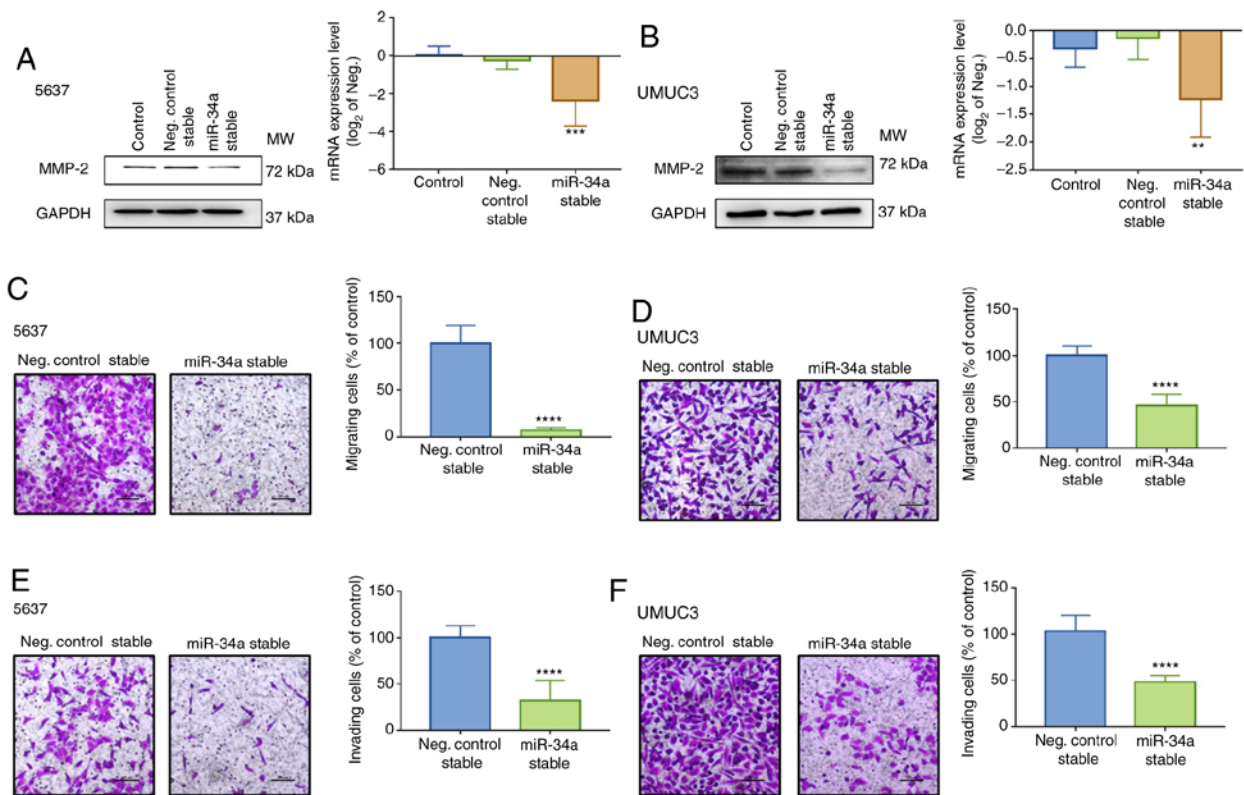 A
5637
Control
Neg. control
stable
miR-34a
stable
MW
MMP-2
72 kDa
GAPDH
37 kDa
mRNA expression level
(log2 of Neg.)
2
0
−2
−4
−6
***
Control
Neg.
control
stable
miR-34a
stable
B
UMUC3
Control
Neg. control
stable
miR-34a
stable
MW
MMP-2
72 kDa
GAPDH
37 kDa
mRNA expression level
(log2 of Neg.)
0.0
−0.5
−1.0
−1.5
−2.0
−2.5
**
Control
Neg.
control
stable
miR-34a
stable
C
5637
Neg. control stable
miR-34a stable
Migrating cells (% of control)
150
100
50
0
****
Neg. control
stable
miR-34a
stable
D
UMUC3
Neg. control stable
miR-34a stable
Migrating cells (% of control)
150
100
50
0
****
Neg. control
stable
miR-34a
stable
E
5637
Neg. control stable
miR-34a stable
Invading cells (% of control)
150
100
50
0
****
Neg. control
stable
miR-34a
stable
F
UMUC3
Neg. control stable
miR-34a stable
Invading cells (% of control)
150
100
50
0
****
Neg. control
stable
miR-34a
stable